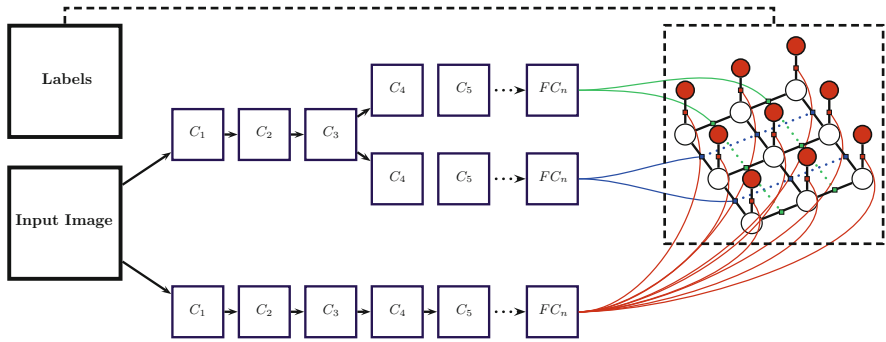 Labels
C₄ C₅ FCₙ
C₁ C₂ C₃
Input Image
C₄ C₅ FCₙ
C₁ C₂ C₃ C₄ C₅ FCₙ